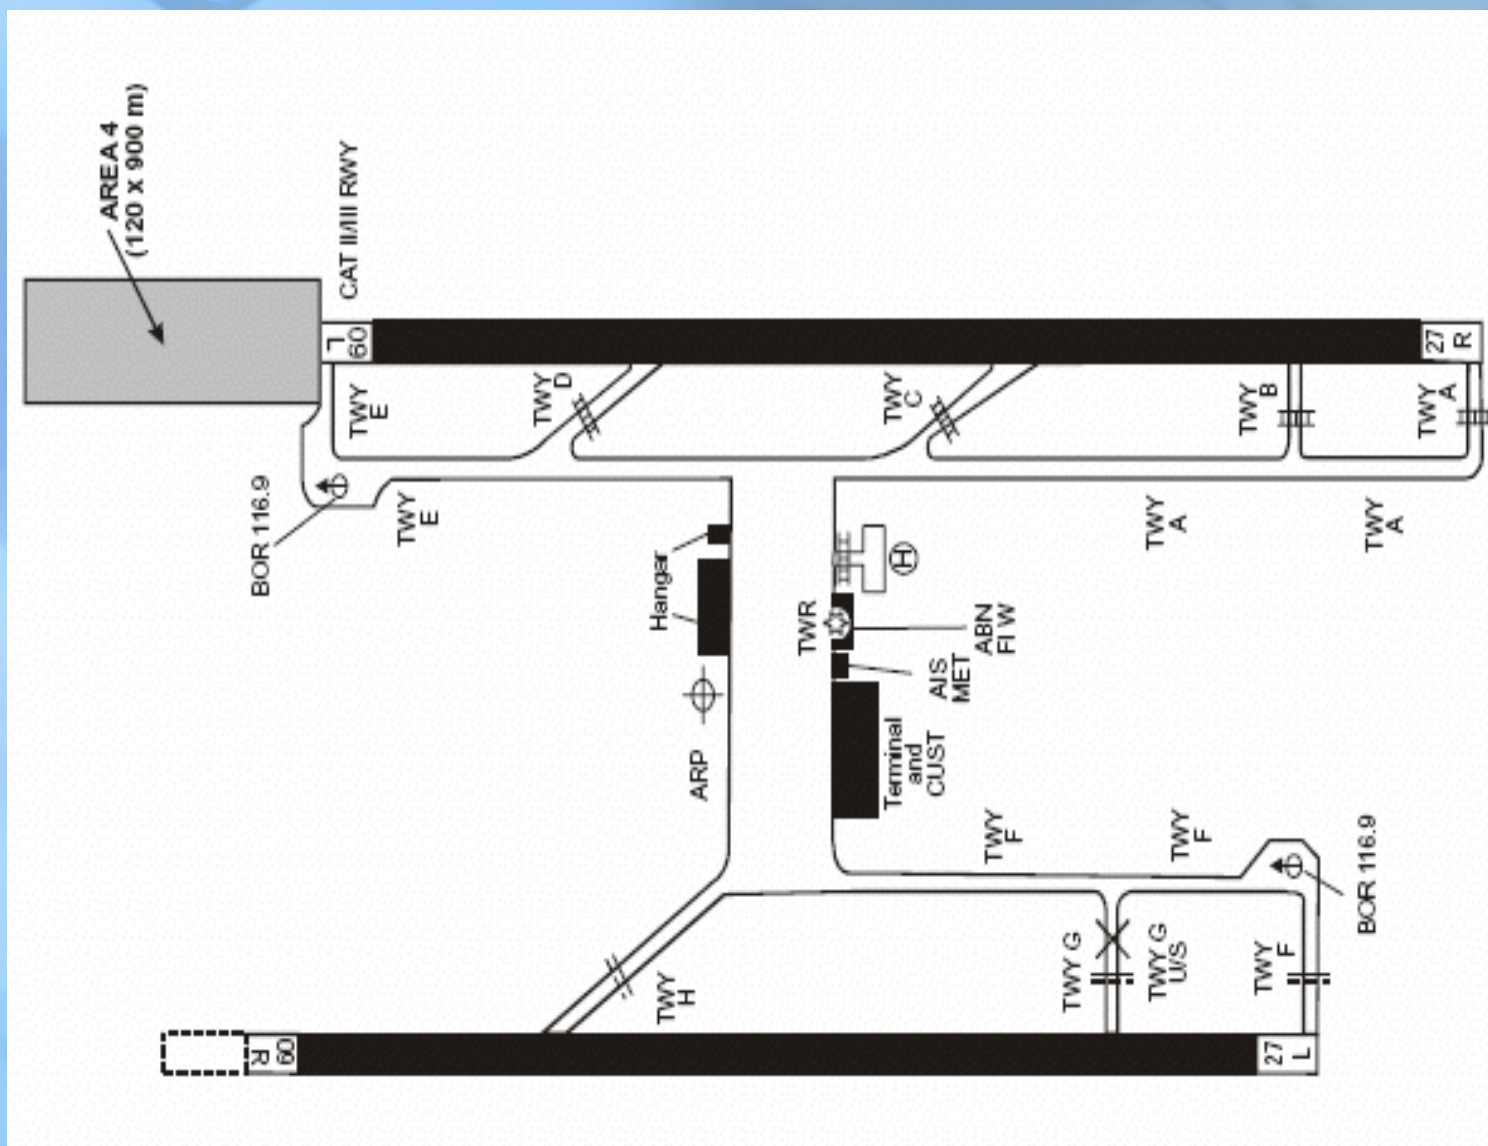 AREA 4
(120 x 900 m)
CAT II/III RWY
09
L
TWY
E
TWY
D
TWY
C
TWY
B
TWY
A
27
R
BOR 116.9
TWY
E
TWY
A
TWY
A
Hangar
TWR
H
ABN
FI W
AIS
MET
ARP
Terminal
and
CUST
TWY
F
TWY
F
BOR 116.9
TWY
H
TWY G
TWY G
U/S
TWY
F
09
R
27
L